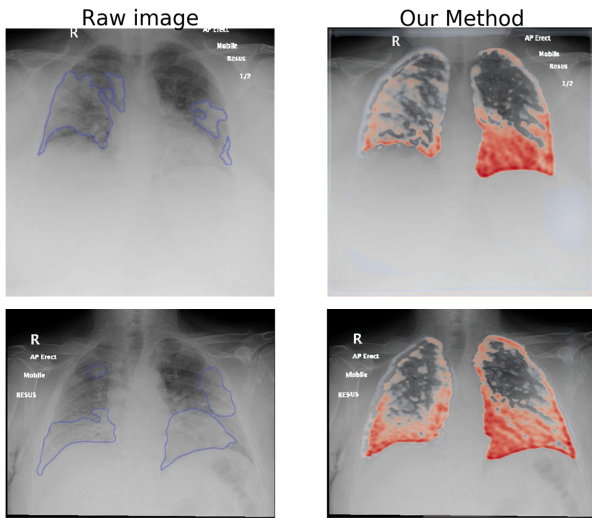 Raw image
Our Method
R
AP Erect
Mobile
Resus
1/2
R
AP Erect
Mobile
Resus
1/2
R
AP Erect
Mobile
RESUS
R
AP Erect
Mobile
RESUS